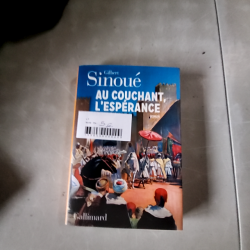 Gilbert
Sinoué
AU COUCHANT,
L'ESPÉRANCE
Gallimard